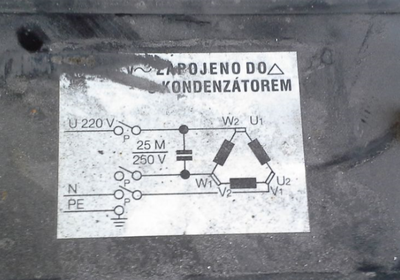 V~ ZAPOJENO DO △
KONDENZÁTOREM
W2 U1
U 220 V
P
25 M
250 V
P
W1 U2
N
V2 V1
PE
P